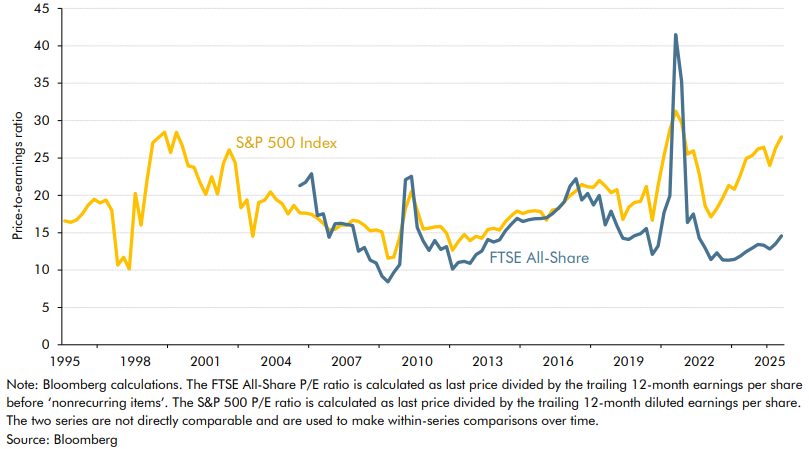 45
40
35
30
25
20
15
10
5
0
Price-to-earnings ratio
S&P 500 Index
FTSE All-Share
1995 1998 2001 2004 2007 2010 2013 2016 2019 2022 2025
Note: Bloomberg calculations. The FTSE All-Share P/E ratio is calculated as last price divided by the trailing 12-month earnings per share
before ‘nonrecurring items’. The S&P 500 P/E ratio is calculated as last price divided by the trailing 12-month diluted earnings per share.
The two series are not directly comparable and are used to make within-series comparisons over time.
Source: Bloomberg